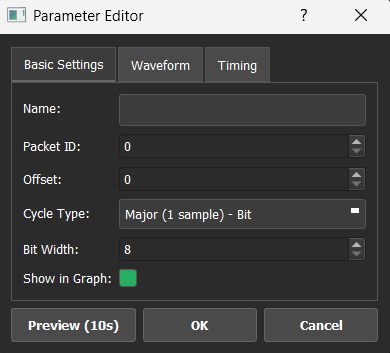 Parameter Editor ?
Basic Settings Waveform Timing
Name:
Packet ID: 0
Offset: 0
Cycle Type: Major (1 sample) - Bit
Bit Width: 8
Show in Graph:
Preview (10s) OK Cancel